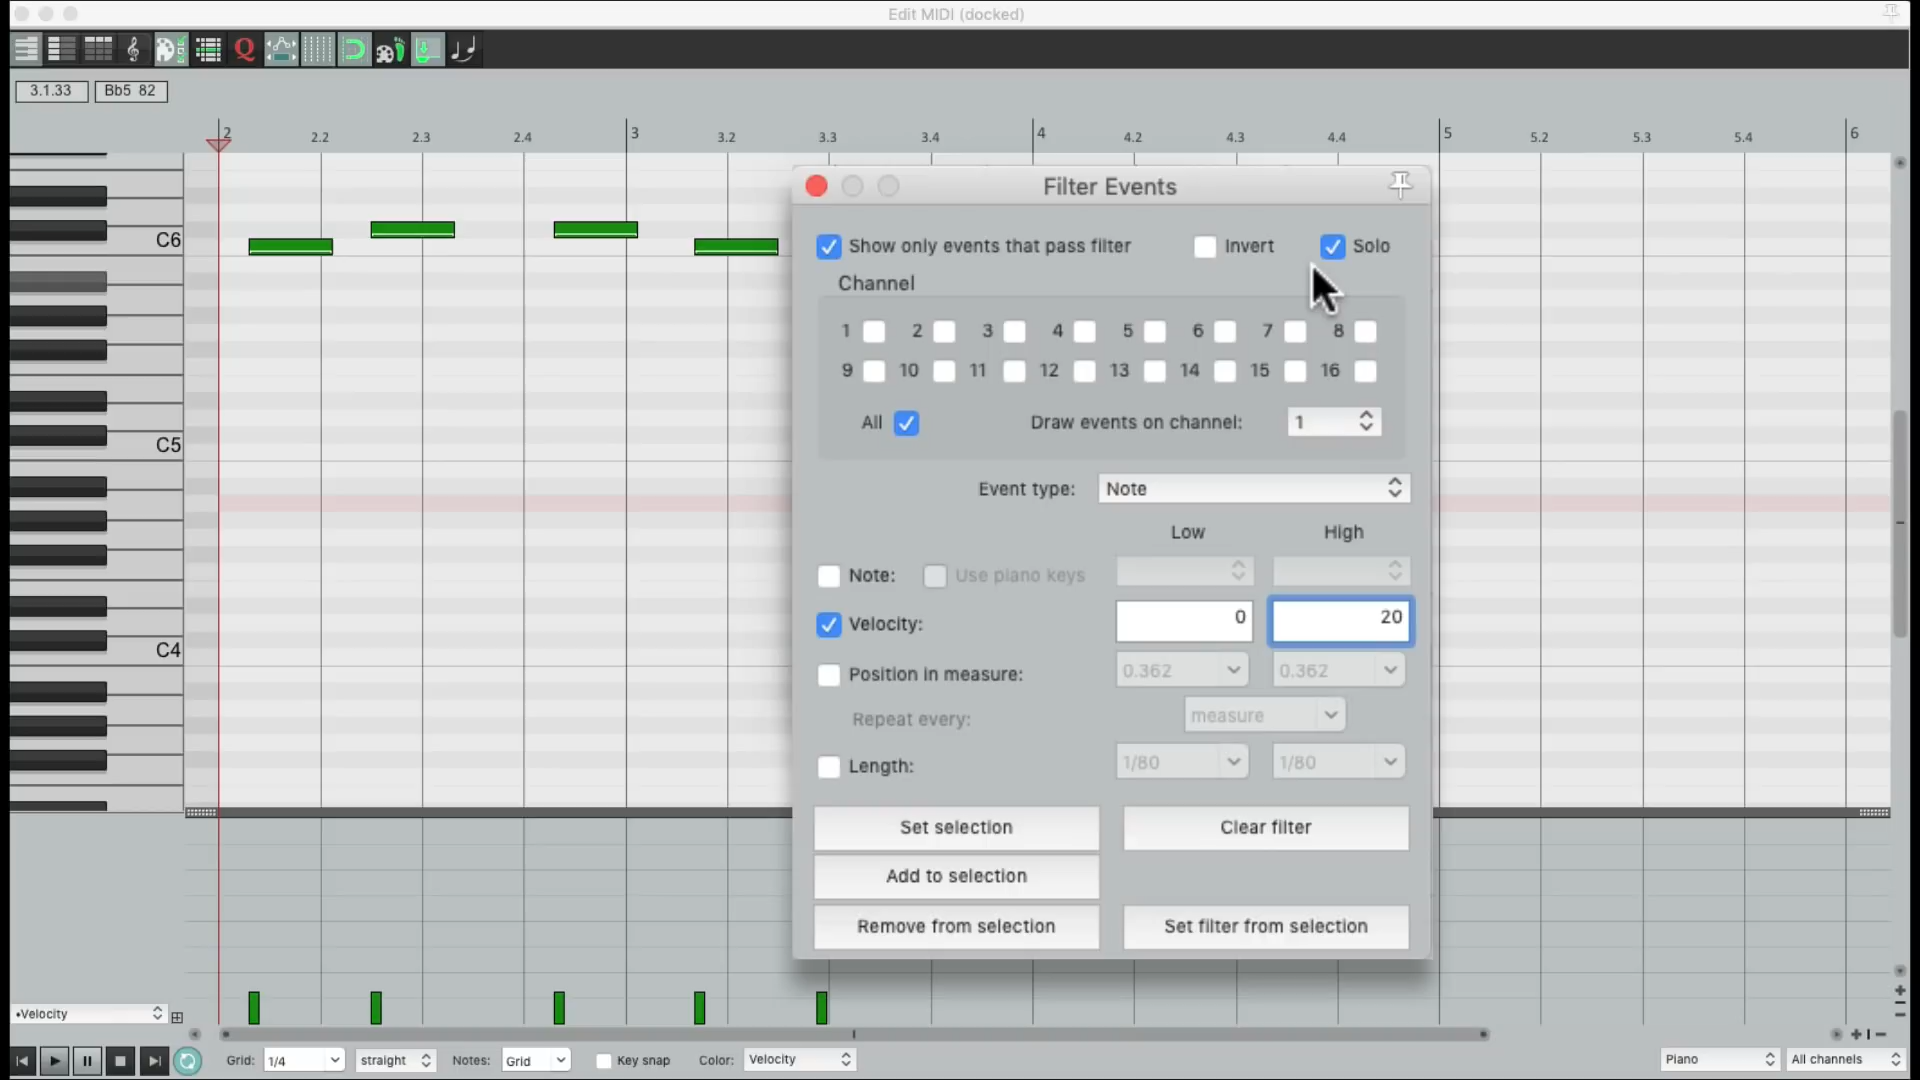 Edit MIDI (docked)
Q
3.1.33 Bb5 82
2 2.2 2.3 2.4 3 3.2 3.3 3.4 4 4.2 4.3 4.4 5 5.2 5.3 5.4 6
Filter Events
Show only events that pass filter Invert Solo
Channel
1 2 3 4 5 6 7 8
9 10 11 12 13 14 15 16
All Draw events on channel: 1
Event type: Note
Low High
Note: Use piano keys
Velocity: 0 20
Position in measure: 0.362 0.362
Repeat every: measure
Length: 1/80 1/80
Set selection Clear filter
Add to selection
Remove from selection Set filter from selection
C6
C5
C4
•Velocity
Grid: 1/4 straight Notes: Grid Key snap Color: Velocity Piano All channels